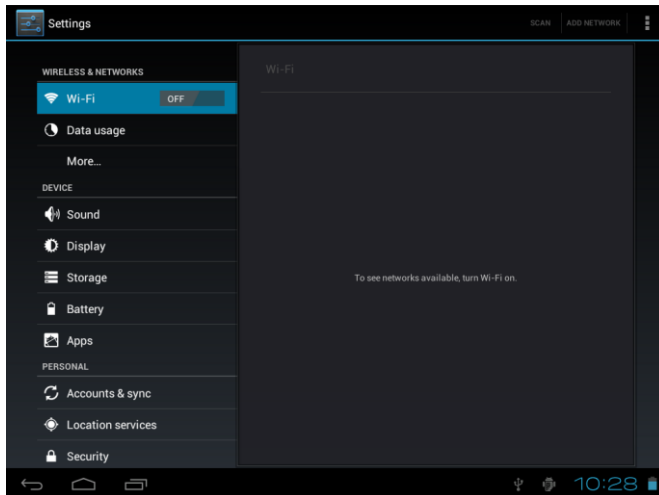 Settings
SCAN
ADD NETWORK
WIRELESS & NETWORKS
Wi-Fi
OFF
Data usage
More...
DEVICE
Sound
Display
Storage
Battery
Apps
PERSONAL
Accounts & sync
Location services
Security
Wi-Fi
To see networks available, turn Wi-Fi on.
10:28